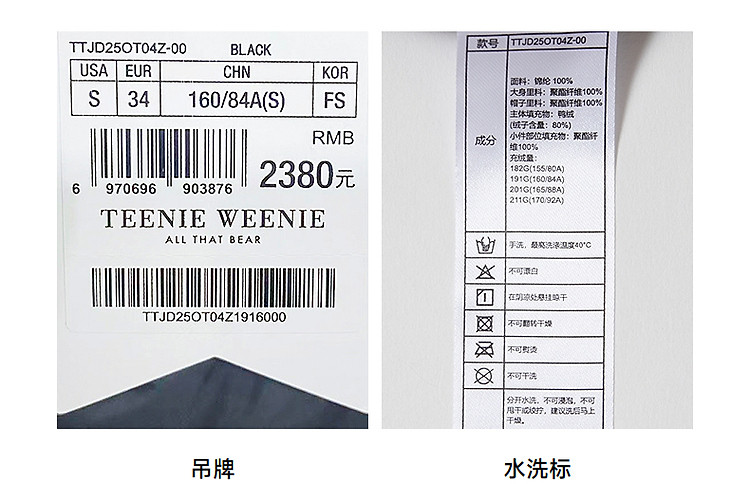 TTJD25OT04Z-00 BLACK
USA EUR CHN KOR
S 34 160/84A(S) FS
RMB
2380元
6 970696 903876
TEENIE WEENIE
ALL THAT BEAR
TTJD25OT04Z1916000
吊牌
款号 TTJD25OT04Z-00
成分
面料：锦纶 100%
大身里料：聚酯纤维100%
帽子里料：聚酯纤维100%
主体填充物：鸭绒
(绒子含量：80%)
小件部位填充物：聚酯纤
维100%
充绒量：
182G(155/80A)
191G(160/84A)
201G(165/88A)
211G(170/92A)
手洗，最高洗涤温度40°C
不可漂白
在阴凉处悬挂晾干
不可翻转干燥
不可熨烫
不可干洗
分开水洗，不可浸泡，不可
甩干或绞拧，建议洗后马上
干燥。
水洗标